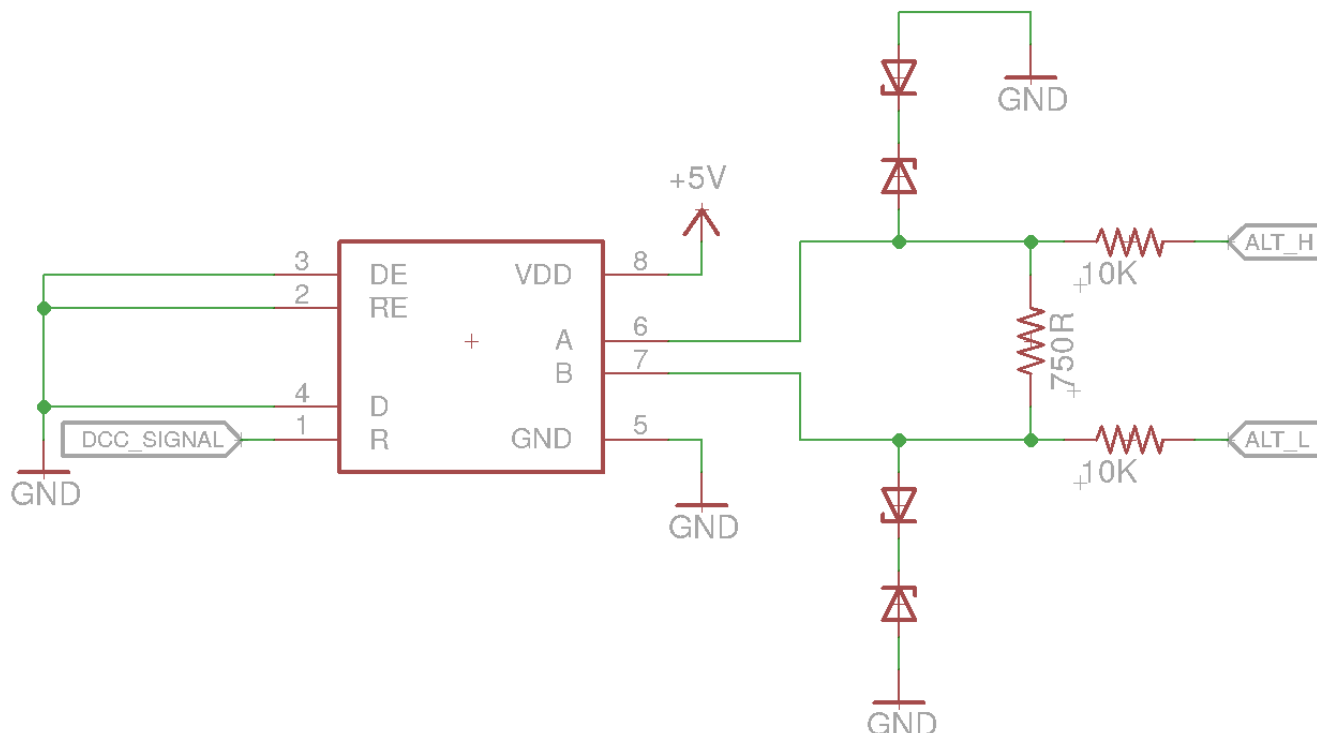 GND
+5V
3
DE
VDD
8
ALT_H
2
RE
10K
A
6
750R
B
7
4
D
DCC_SIGNAL
1
R
GND
5
ALT_L
10K
GND
GND
GND